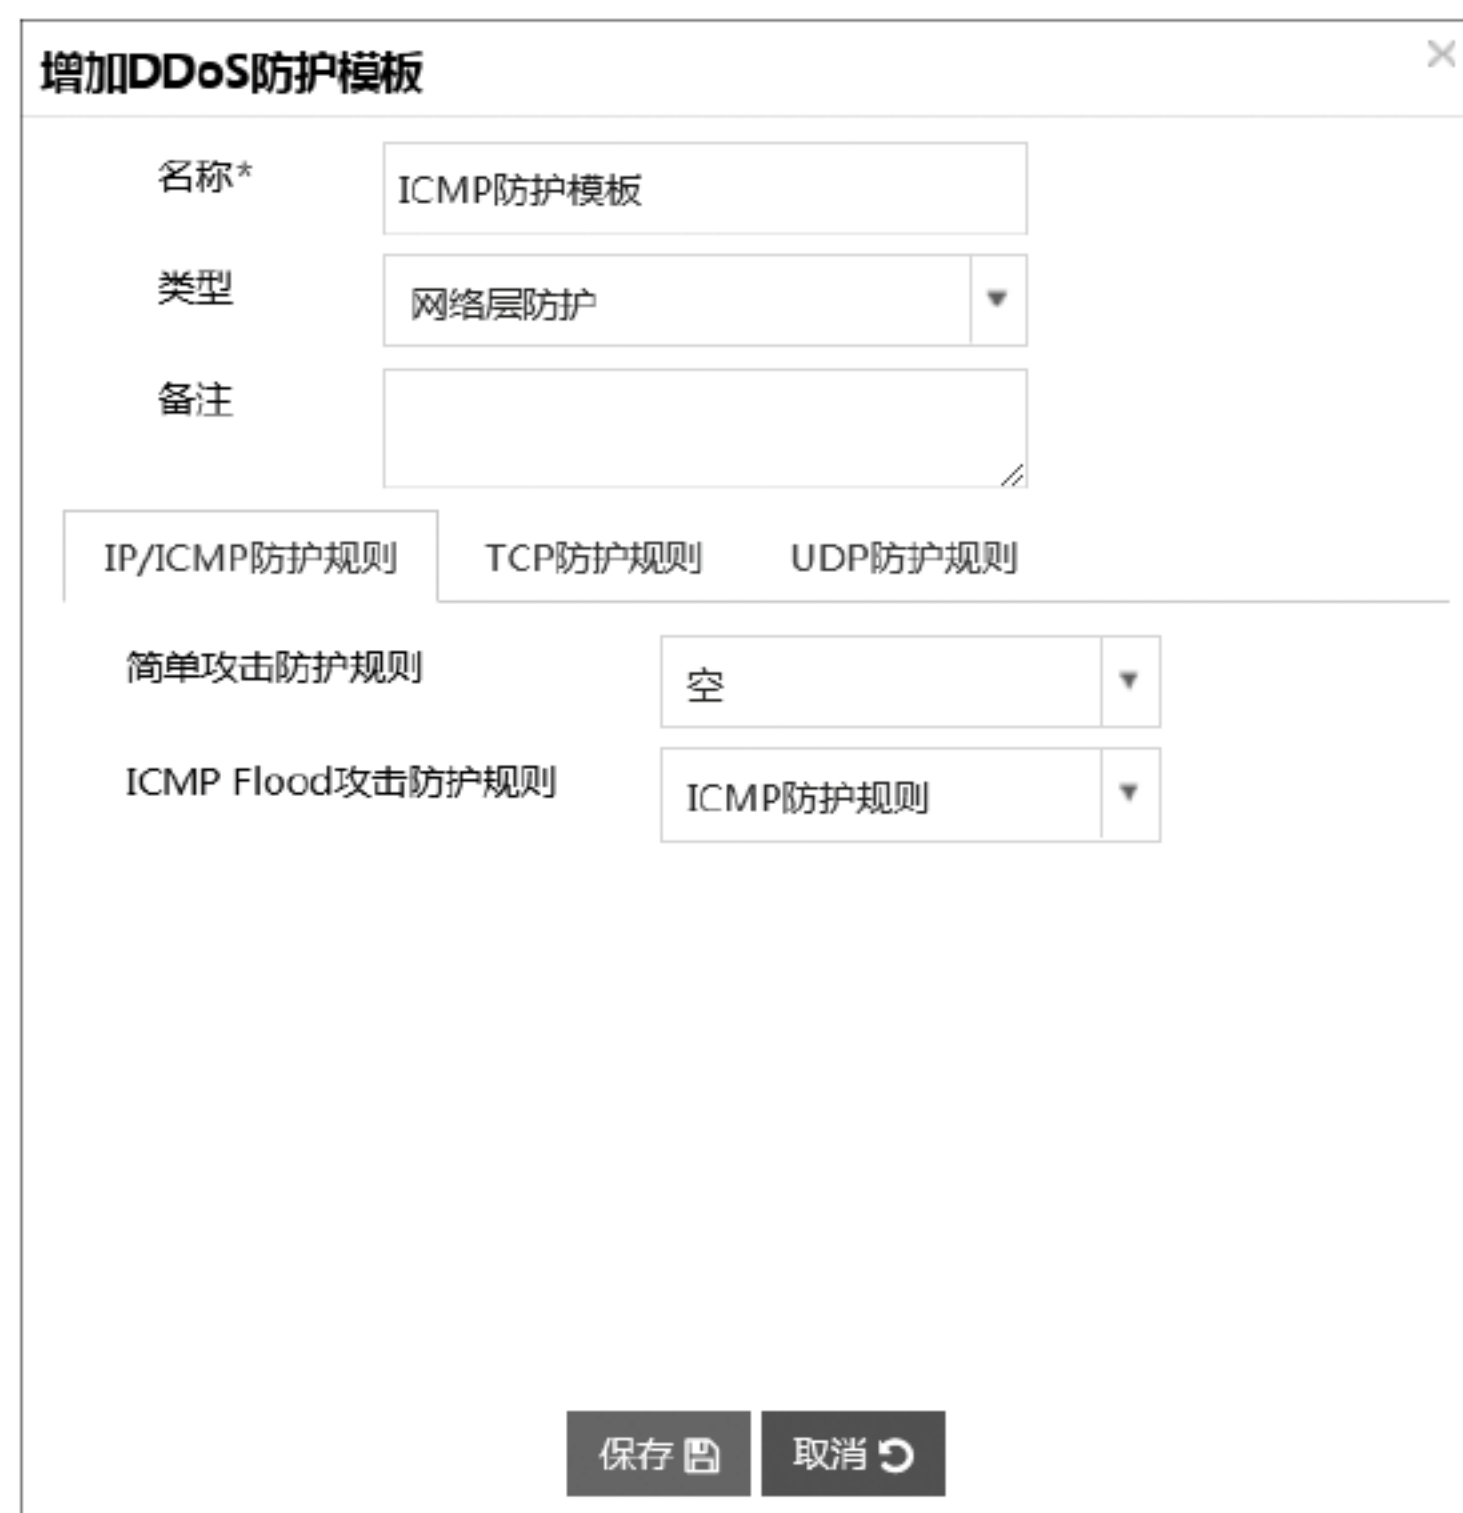 增加DDoS防护模板
名称*
ICMP防护模板
类型
网络层防护
备注
IP/ICMP防护规则 TCP防护规则 UDP防护规则
简单攻击防护规则
空
ICMP Flood攻击防护规则
ICMP防护规则
保存 取消